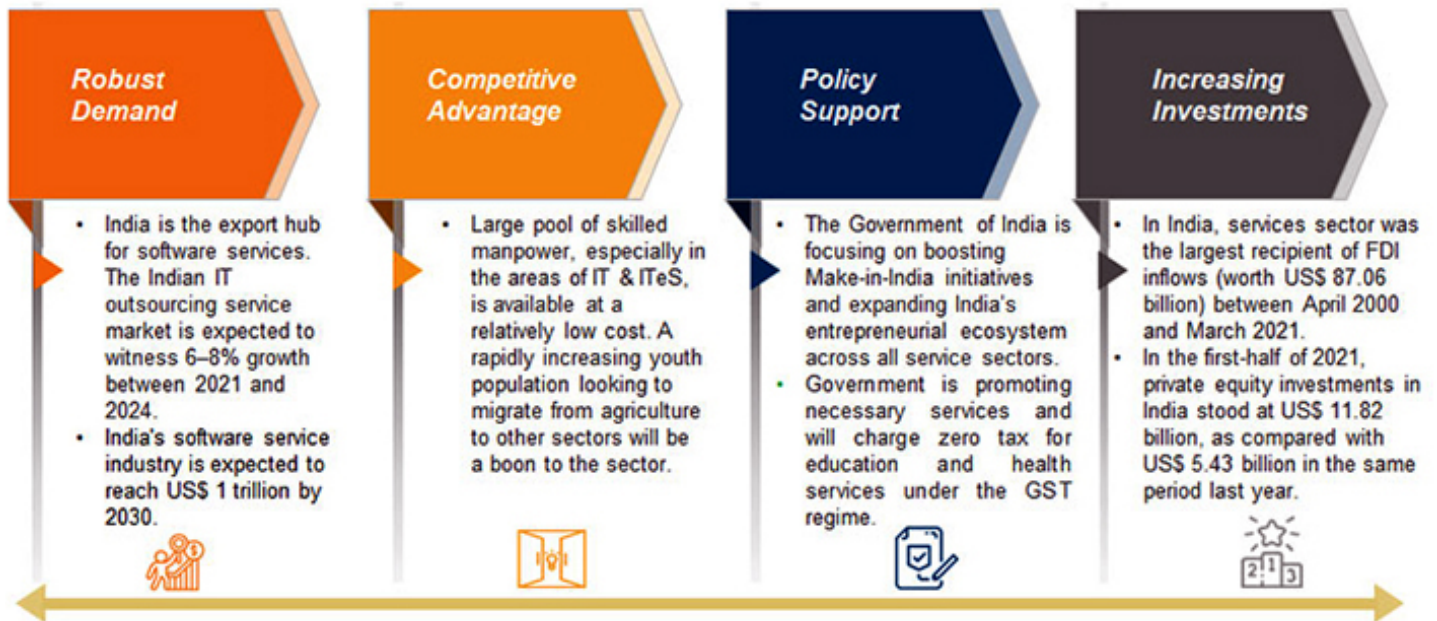 Robust
Demand
• India is the export hub
for software services.
The Indian IT
outsourcing service
market is expected to
witness 6–8% growth
between 2021 and
2024.
• India's software service
industry is expected to
reach US$ 1 trillion by
2030.
Competitive
Advantage
• Large pool of skilled
manpower, especially in
the areas of IT & ITeS,
is available at a
relatively low cost. A
rapidly increasing youth
population looking to
migrate from agriculture
to other sectors will be
a boon to the sector.
Policy
Support
• The Government of India is
focusing on boosting
Make-in-India initiatives
and expanding India's
entrepreneurial ecosystem
across all service sectors.
• Government is promoting
necessary services and
will charge zero tax for
education and health
services under the GST
regime.
Increasing
Investments
• In India, services sector was
the largest recipient of FDI
inflows (worth US$ 87.06
billion) between April 2000
and March 2021.
• In the first-half of 2021,
private equity investments in
India stood at US$ 11.82
billion, as compared with
US$ 5.43 billion in the same
period last year.
$
2 1 3